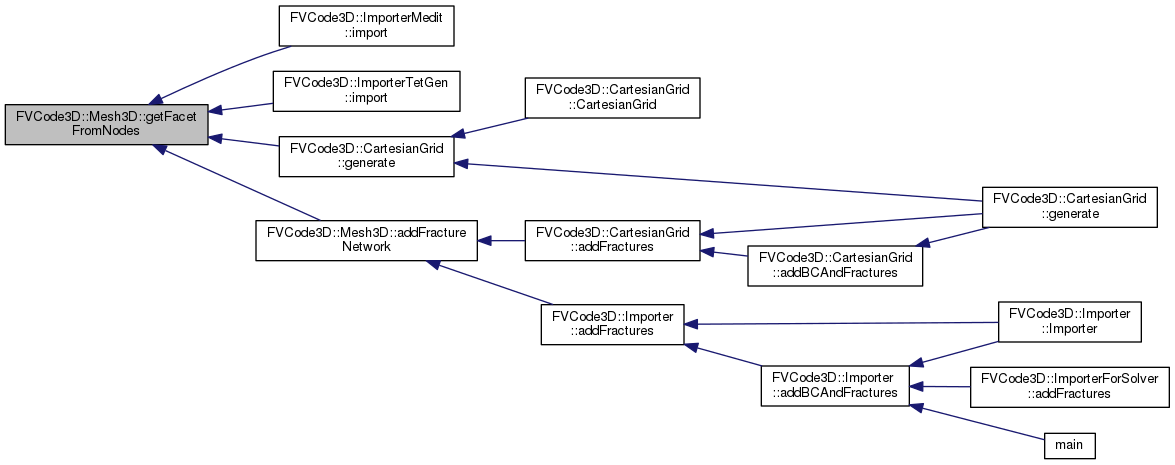 FVCode3D::ImporterMedit
::import
FVCode3D::ImporterTetGen
::import
FVCode3D::CartesianGrid
::CartesianGrid
FVCode3D::Mesh3D::getFacet
FromNodes
FVCode3D::CartesianGrid
::generate
FVCode3D::CartesianGrid
::generate
FVCode3D::Mesh3D::addFracture
Network
FVCode3D::CartesianGrid
::addFractures
FVCode3D::CartesianGrid
::addBCAndFractures
FVCode3D::Importer
::addFractures
FVCode3D::Importer
::Importer
FVCode3D::Importer
::addBCAndFractures
FVCode3D::ImporterForSolver
::addFractures
main